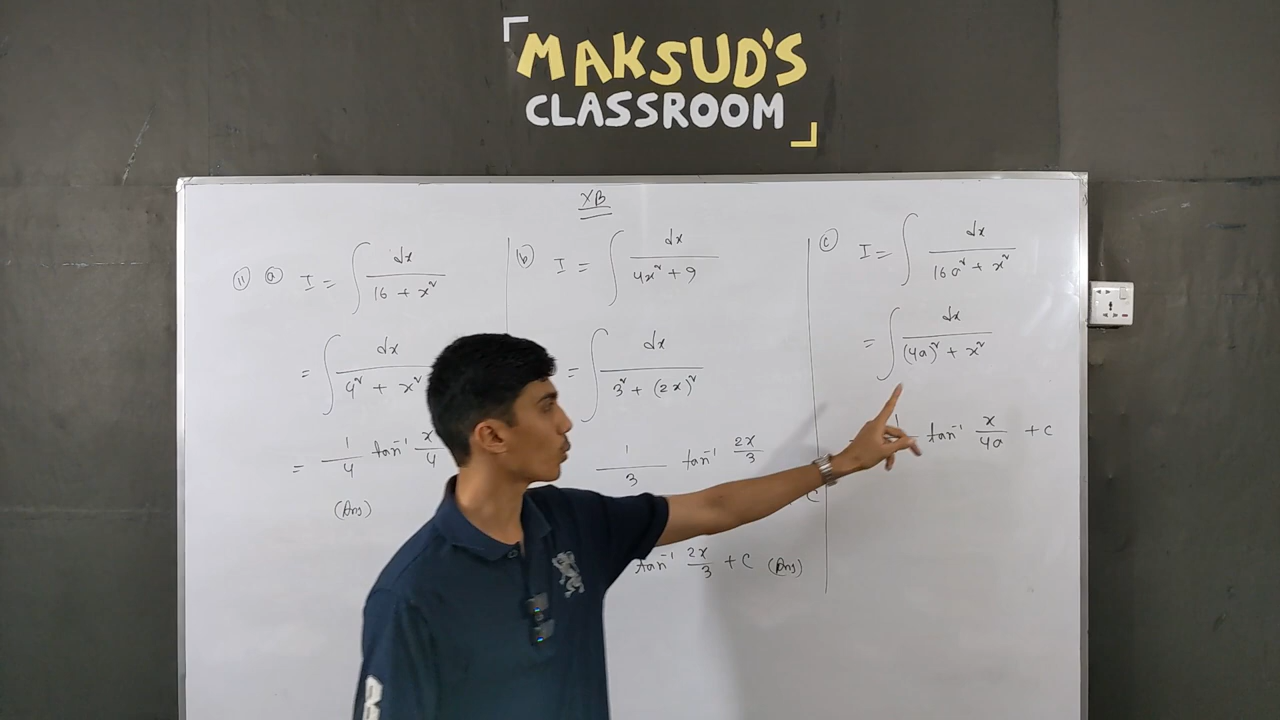 MAKSUD'S
CLASSROOM
XB
(11) (a) I = ∫ dx / (16 + x²)
= ∫ dx / (4² + x²)
= 1/4 tan⁻¹ x/4
(Ans)
(b) I = ∫ dx / (4x² + 9)
= ∫ dx / (3² + (2x)²)
1/3 tan⁻¹ 2x/3
C
tan⁻¹ 2x/3 + C (Ans)
(c) I = ∫ dx / (16a² + x²)
= ∫ dx / ((4a)² + x²)
1 tan⁻¹ x/4a + C